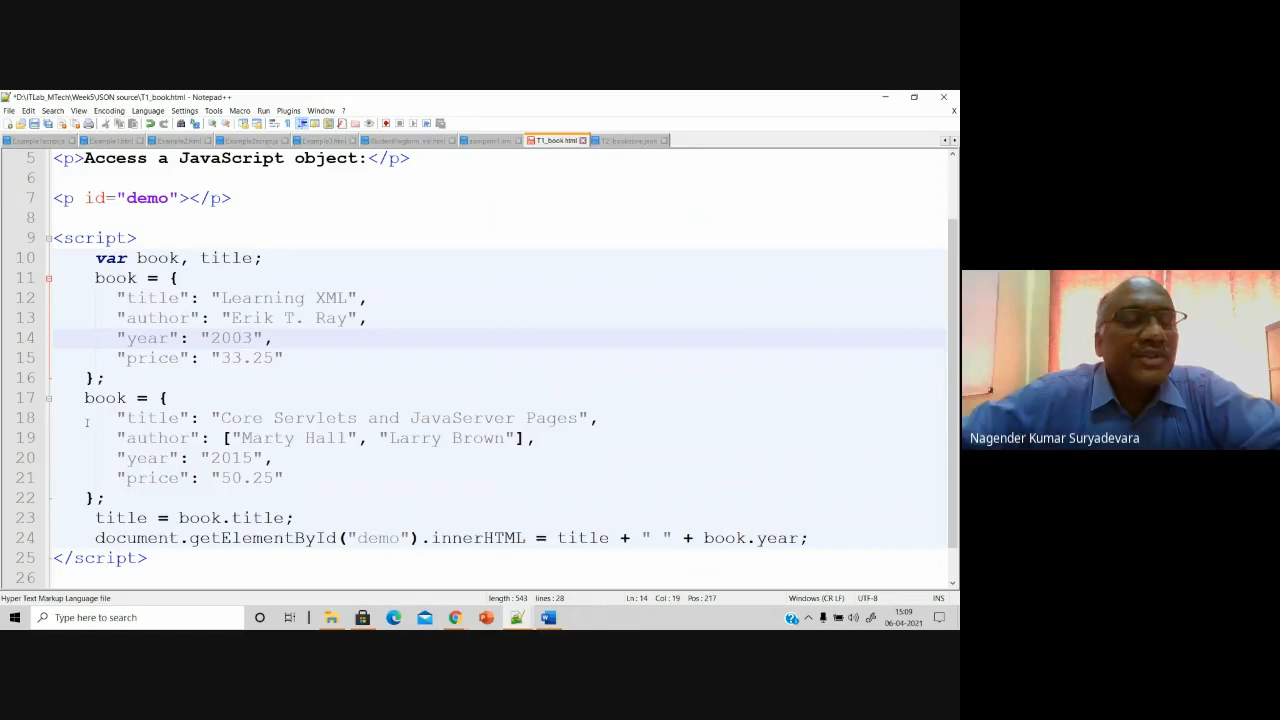 *D:\ITLab_MTech\Week5\JSON source\T1_book.html - Notepad++
File Edit Search View Encoding Language Settings Tools Macro Run Plugins Window ?
X
T1_book.html
T2_bookstore.json
5 <p>Access a JavaScript object:</p>
6
7 <p id="demo"></p>
8
9 <script>
10 var book, title;
11 book = {
12 "title": "Learning XML",
13 "author": "Erik T. Ray",
14 "year": "2003",
15 "price": "33.25"
16 };
17 book = {
18 "title": "Core Servlets and JavaServer Pages",
19 "author": ["Marty Hall", "Larry Brown"],
20 "year": "2015",
21 "price": "50.25"
22 };
23 title = book.title;
24 document.getElementById("demo").innerHTML = title + " " + book.year;
25 </script>
26
Hyper Text Markup Language file length : 543 lines : 28 Ln : 14 Col : 19 Pos : 217 Windows (CR LF) UTF-8 INS
Type here to search
15:09
06-04-2021
Nagender Kumar Suryadevara